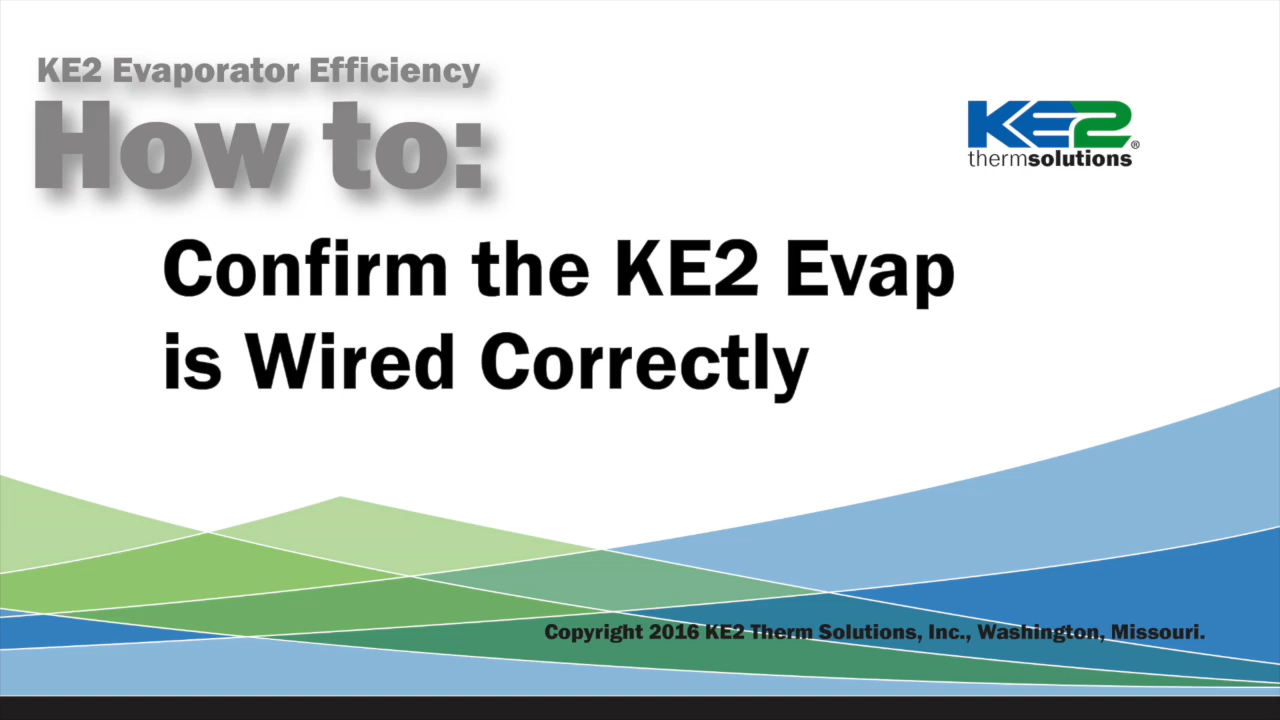 KE2 Evaporator Efficiency
How to:
KE2®
thermsolutions
Confirm the KE2 Evap
is Wired Correctly
Copyright 2016 KE2 Therm Solutions, Inc., Washington, Missouri.